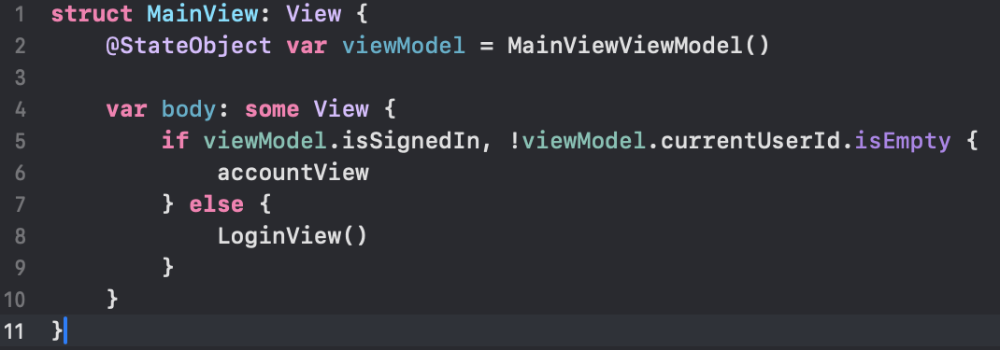 1 struct MainView: View {
2     @StateObject var viewModel = MainViewViewModel()
3
4     var body: some View {
5         if viewModel.isSignedIn, !viewModel.currentUserId.isEmpty {
6             accountView
7         } else {
8             LoginView()
9         }
10     }
11 }